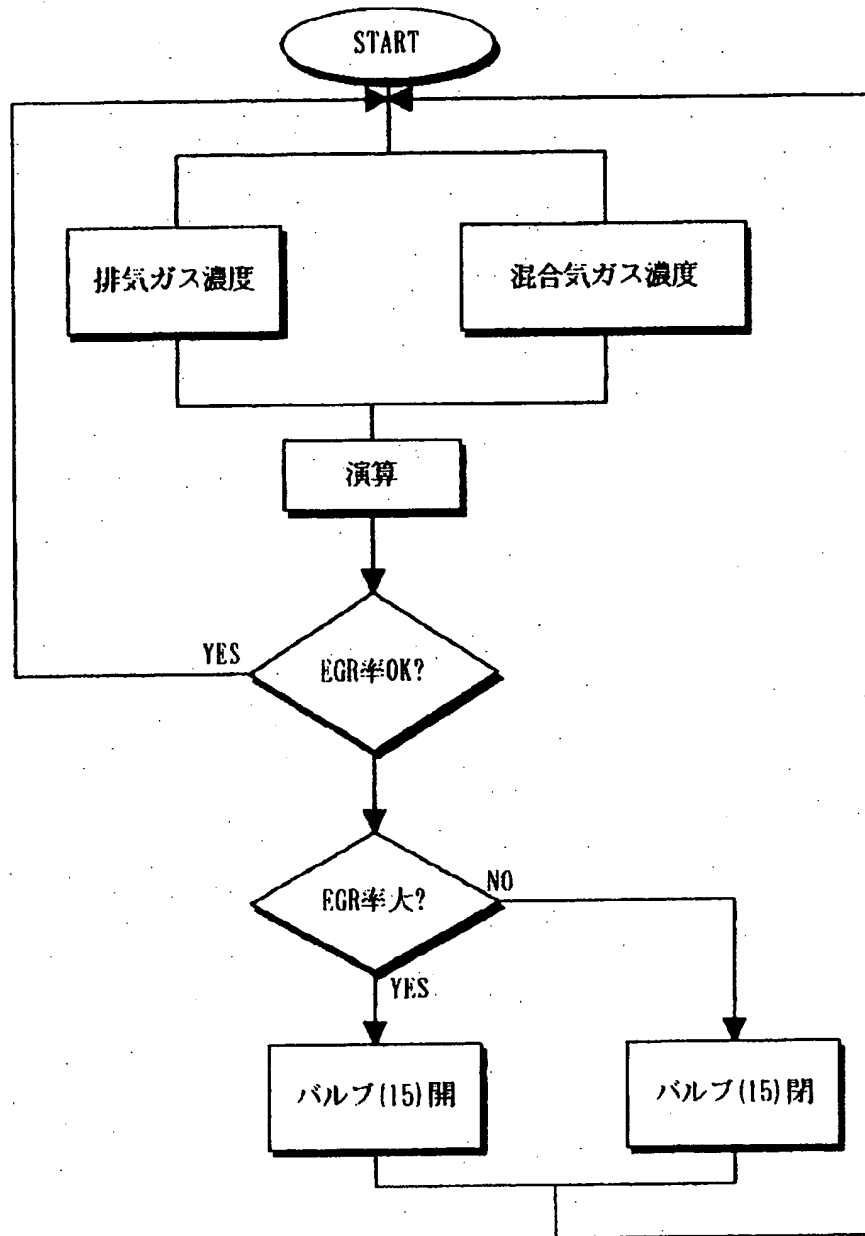 START
排気ガス濃度
混合気ガス濃度
演算
YES
EGR率OK?
EGR率大?
NO
YES
バルブ(15)開
バルブ(15)閉